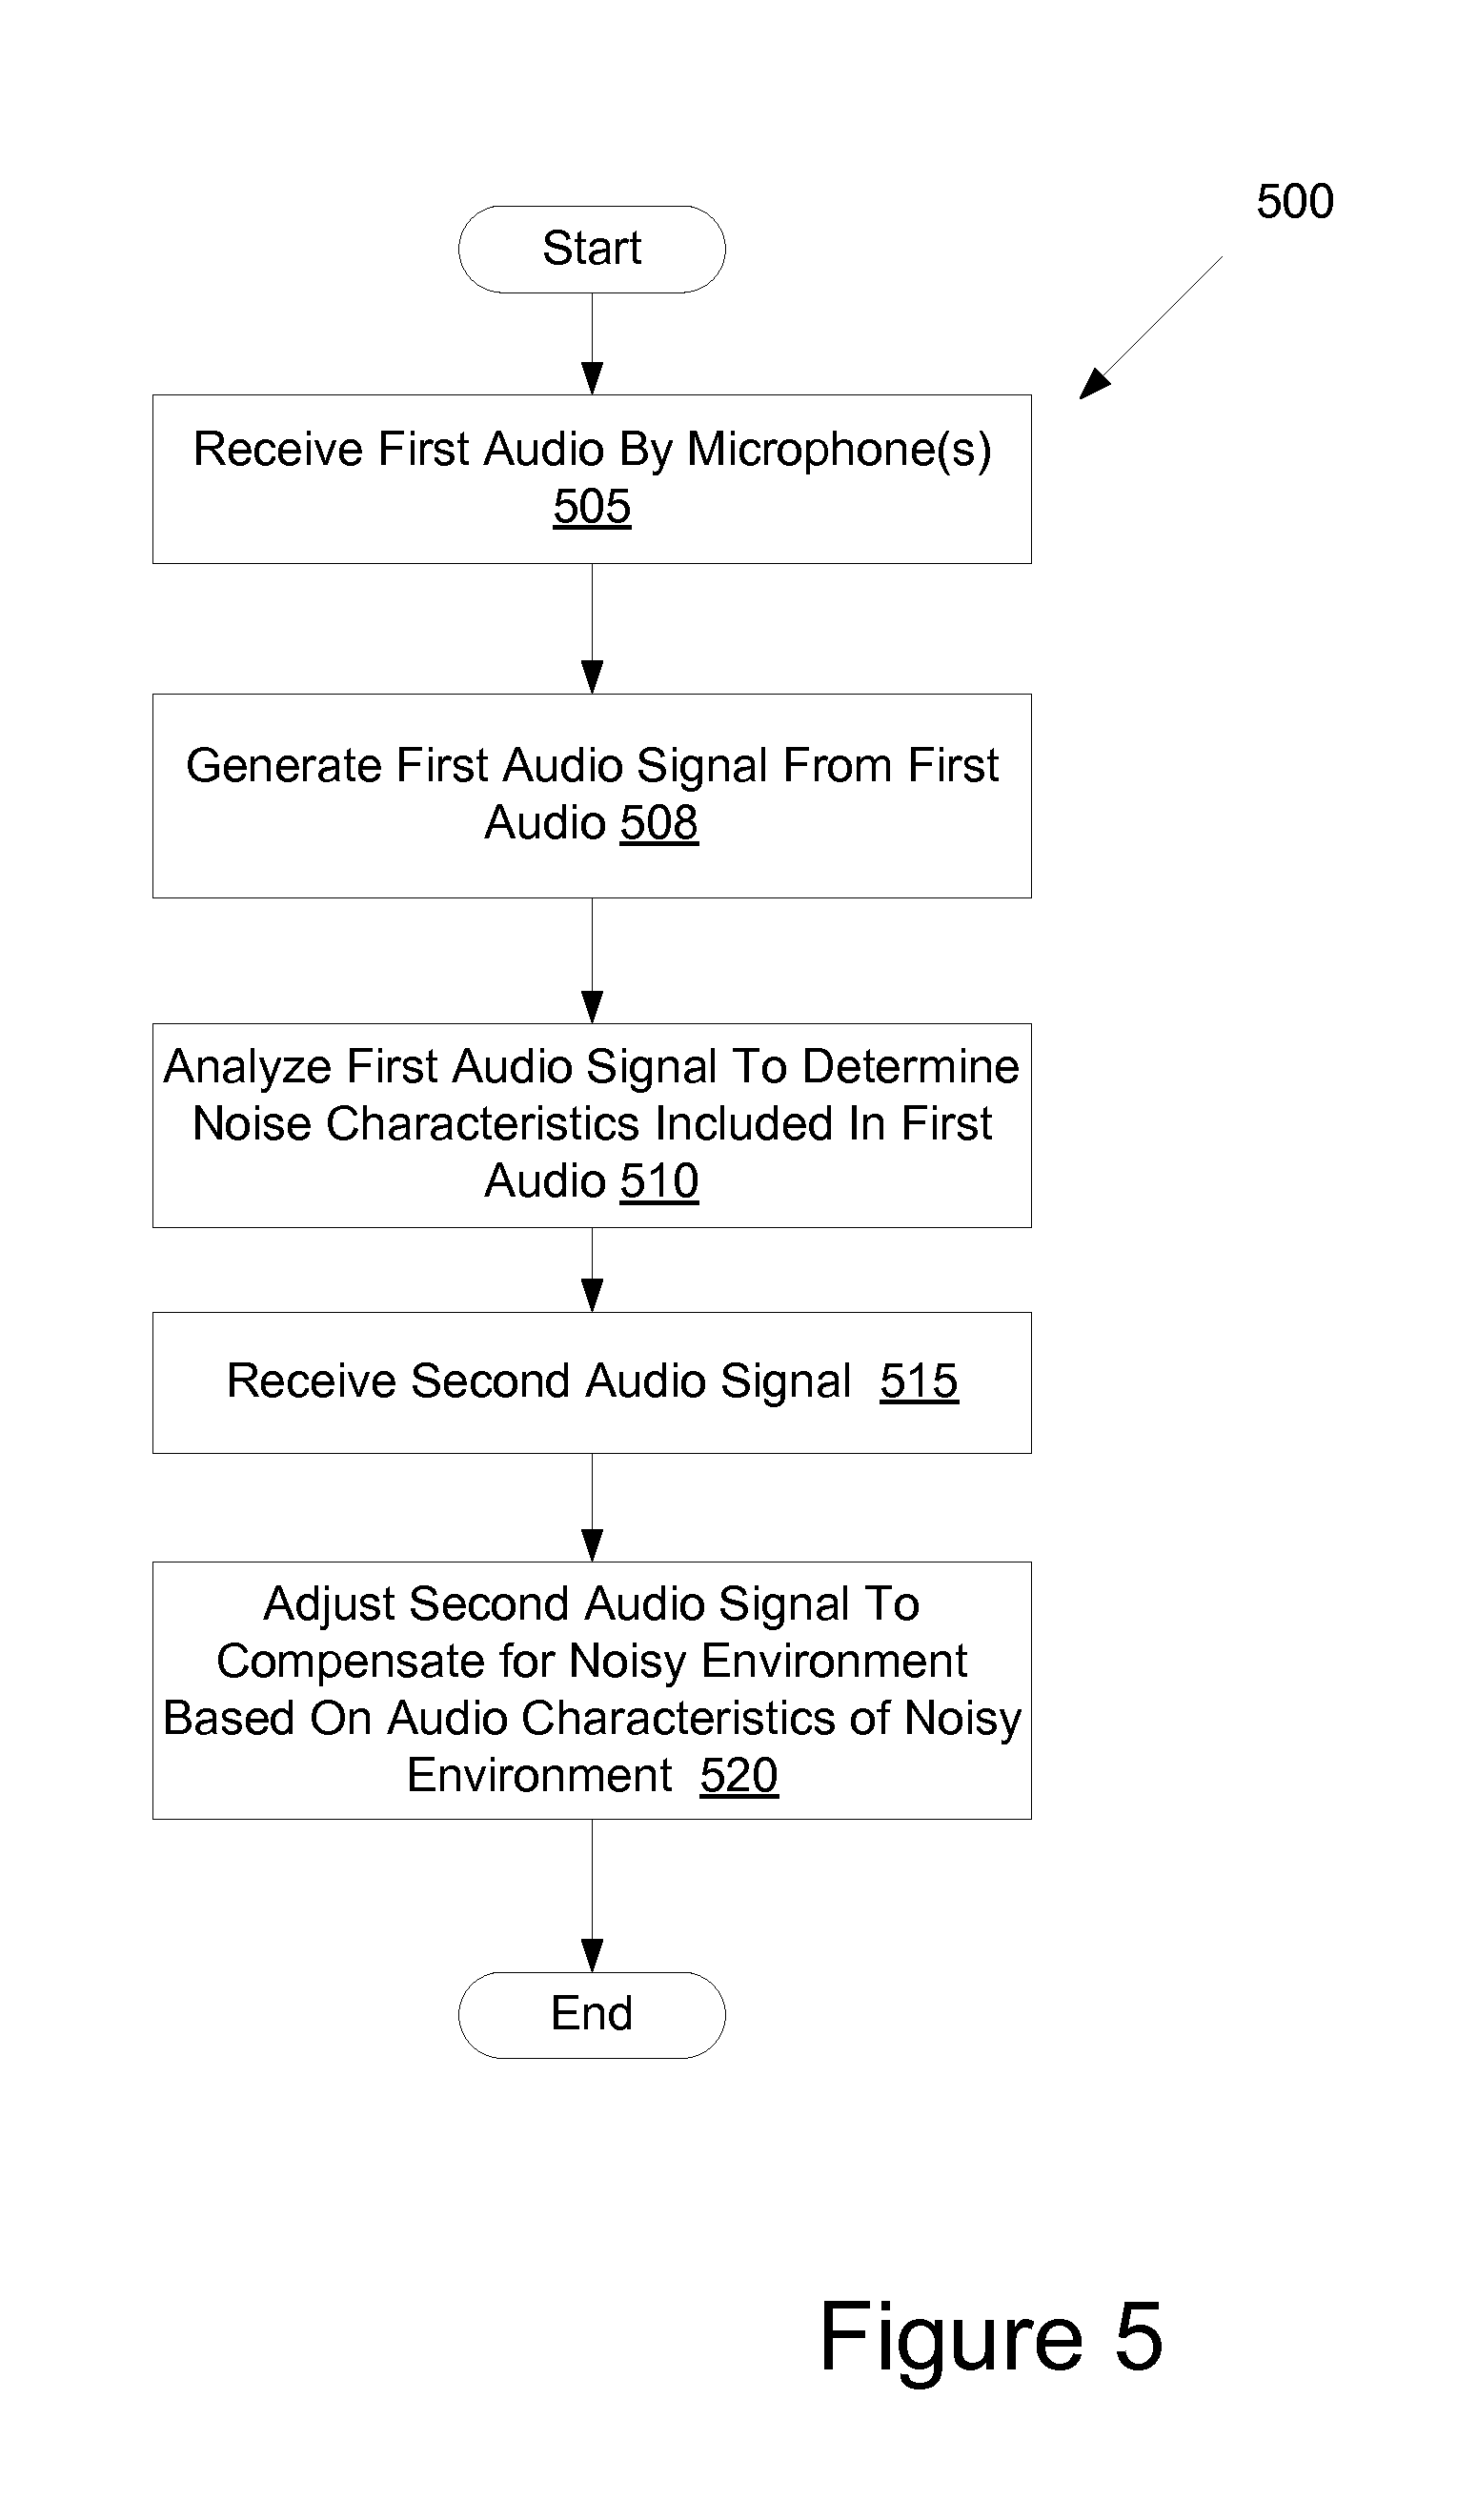 500
Start
Receive First Audio By Microphone(s)
505
Generate First Audio Signal From First
Audio 508
Analyze First Audio Signal To Determine
Noise Characteristics Included In First
Audio 510
Receive Second Audio Signal 515
Adjust Second Audio Signal To
Compensate for Noisy Environment
Based On Audio Characteristics of Noisy
Environment 520
End
Figure 5